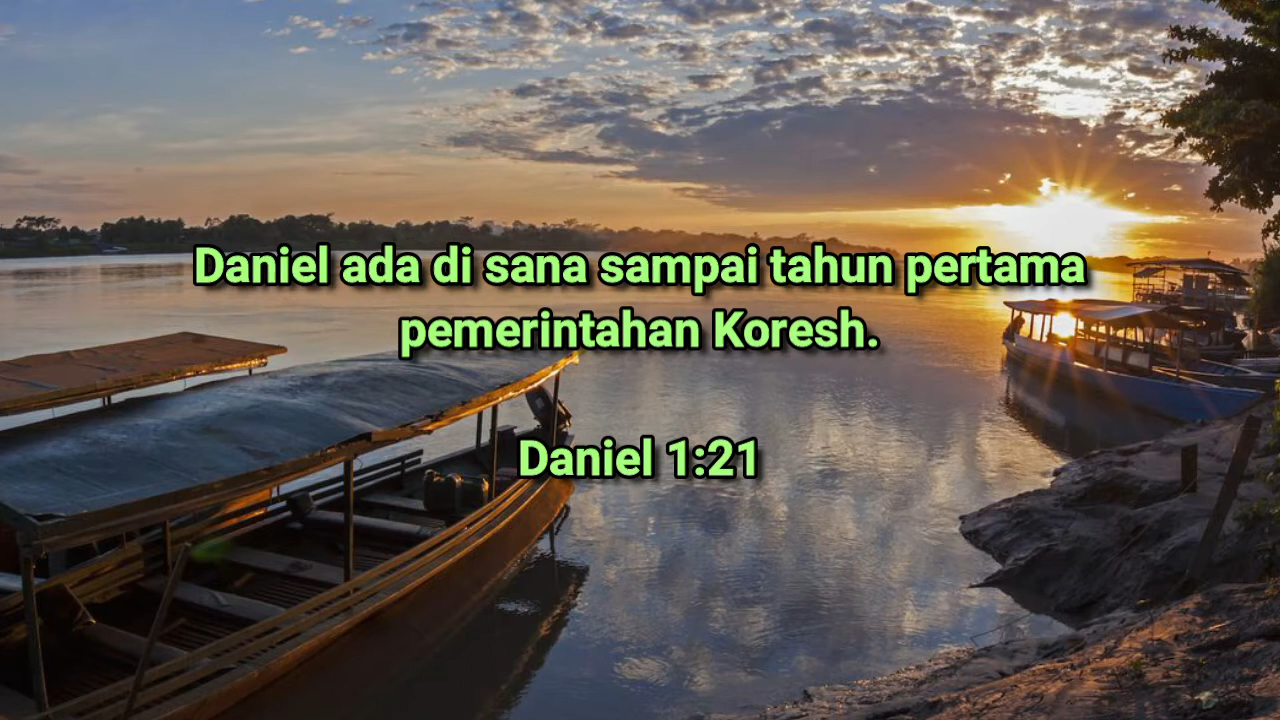 Daniel ada di sana sampai tahun pertama
pemerintahan Koresh.
Daniel 1:21